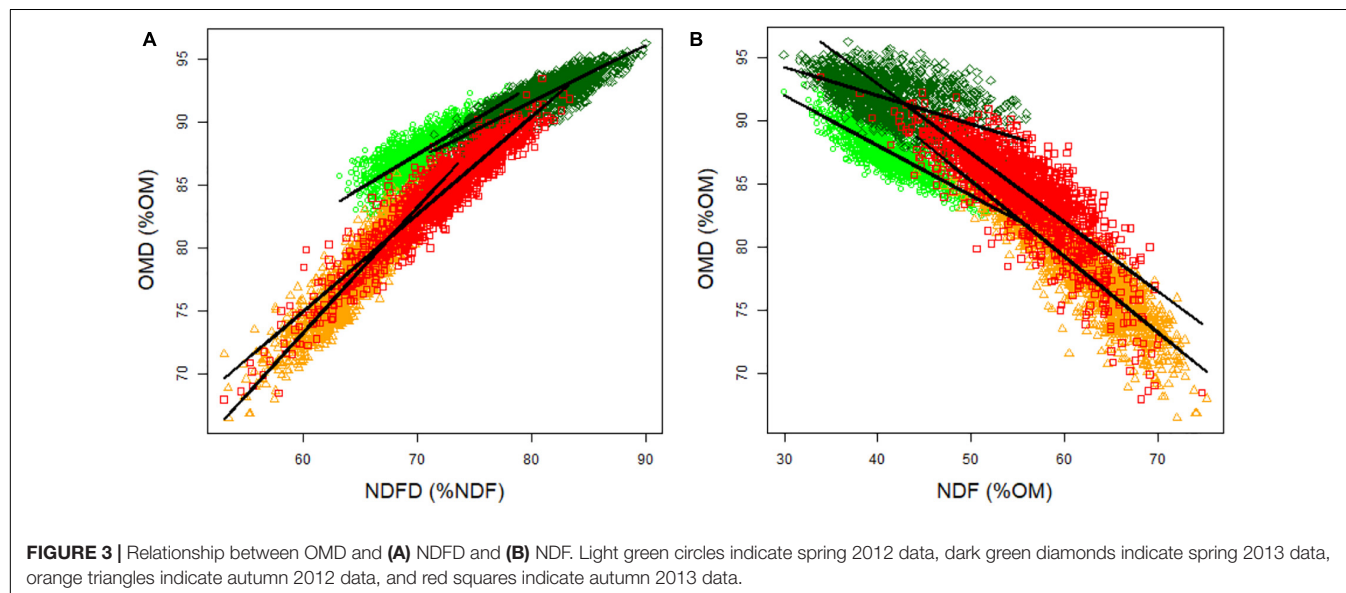 A
95
90
85
80
75
70
OMD (%OM)
60 70 80 90
NDFD (%NDF)
B
95
90
85
80
75
70
OMD (%OM)
30 40 50 60 70
NDF (%OM)
FIGURE 3 | Relationship between OMD and (A) NDFD and (B) NDF. Light green circles indicate spring 2012 data, dark green diamonds indicate spring 2013 data,
orange triangles indicate autumn 2012 data, and red squares indicate autumn 2013 data.